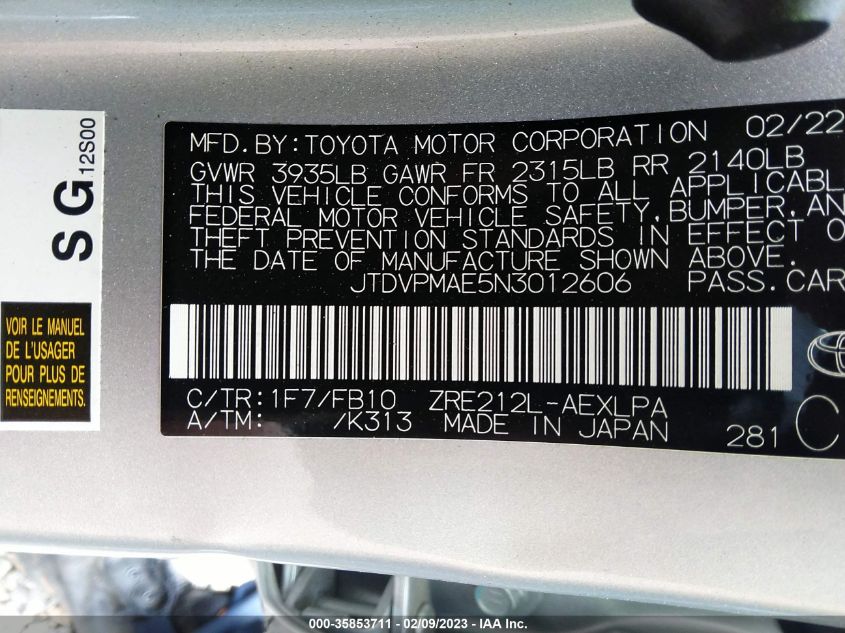 SG 12S00
VOIR LE MANUEL
DE L'USAGER
POUR PLUS DE
RENSEIGNEMENTS.
MFD.BY:TOYOTA MOTOR CORPORATION 02/22
GVWR 3935LB GAWR FR 2315LB RR 2140LB
THIS VEHICLE CONFORMS TO ALL APPLICABL
FEDERAL MOTOR VEHICLE SAFETY,BUMPER,AN
THEFT PREVENTION STANDARDS IN EFFECT O
THE DATE OF MANUFACTURE SHOWN ABOVE.
JTDVPMAE5N3012606 PASS.CAR
C/TR:1F7/FB10 ZRE212L-AEXLPA
A/TM: /K313 MADE IN JAPAN 281 C
000-35853711 - 02/09/2023 - IAA Inc.